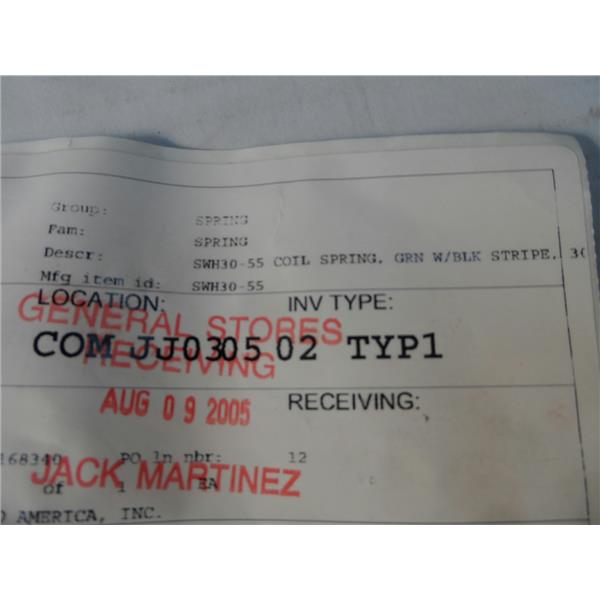 Group: SPRING
Fam: SPRING
Descr: SWH30-55 COIL SPRING, GRN W/BLK STRIPE, 30
Mfg item id: SWH30-55
LOCATION: INV TYPE:
GENERAL STORES
COM JJ0305 02 TYP1
RECEIVING
AUG 09 2005 RECEIVING:
168340 PO ln nbr: 12
JACK MARTINEZ
of 1 EA
O AMERICA, INC.